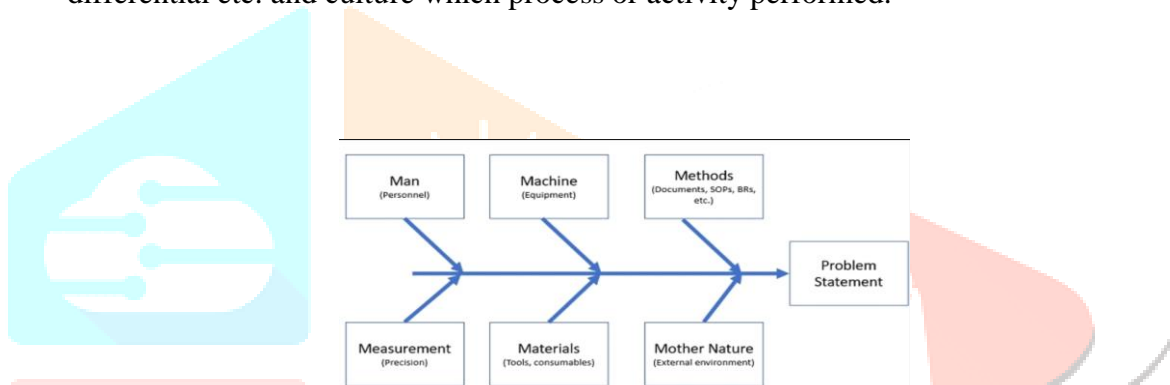 differential etc. and culture which process or activity performed.
Man
(Personnel)
Machine
(Equipment)
Methods
(Documents, SOPs, BRs,
etc.)
Problem
Statement
Measurement
(Precision)
Materials
(Tools, consumables)
Mother Nature
(External environment)